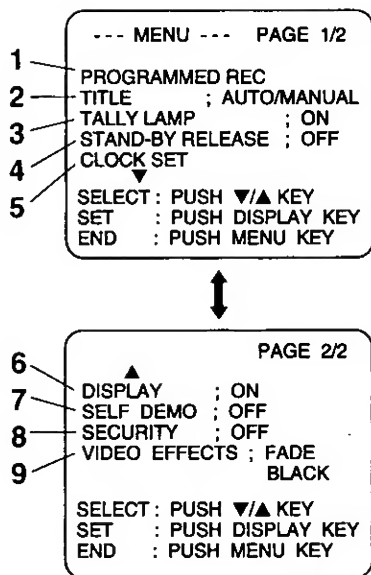 --- MENU --- PAGE 1/2
1 PROGRAMMED REC
2 TITLE ; AUTO/MANUAL
3 TALLY LAMP ; ON
4 STAND-BY RELEASE ; OFF
5 CLOCK SET
▼
SELECT : PUSH ▼/▲ KEY
SET : PUSH DISPLAY KEY
END : PUSH MENU KEY
PAGE 2/2
▲
6 DISPLAY ; ON
7 SELF DEMO ; OFF
8 SECURITY ; OFF
9 VIDEO EFFECTS ; FADE
BLACK
SELECT : PUSH ▼/▲ KEY
SET : PUSH DISPLAY KEY
END : PUSH MENU KEY